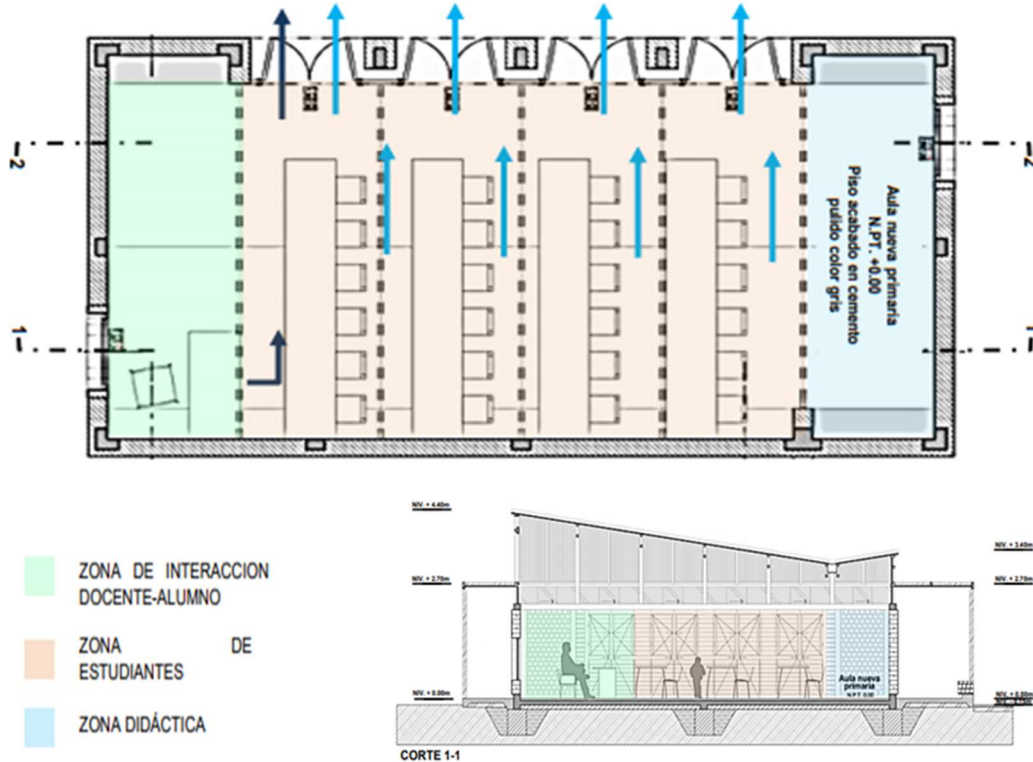 2
2
Aula nueva primaria
N.PT. +0.00
Piso acabado en cemento
pulido color gris
1
1
ZONA DE INTERACCION
DOCENTE-ALUMNO
ZONA DE
ESTUDIANTES
ZONA DIDÁCTICA
NIV. + 4.40m
NIV. + 3.40m
NIV. + 2.70m
NIV. + 2.70m
Aula nueva
primaria
N.P.T. 0.00
NIV. + 0.00m
CORTE 1-1